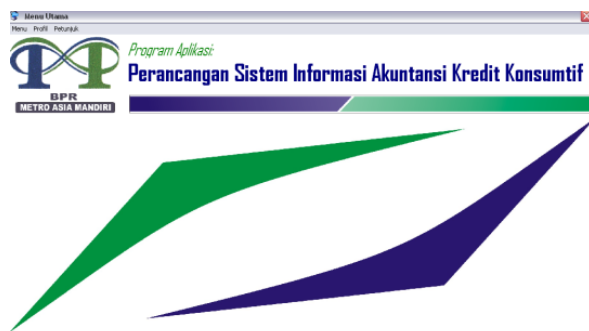 Menu Utama
Menu Profil Petunjuk
Program Aplikasi:
Perancangan Sistem Informasi Akuntansi Kredit Konsumtif
BPR
METRO ASIA MANDIRI